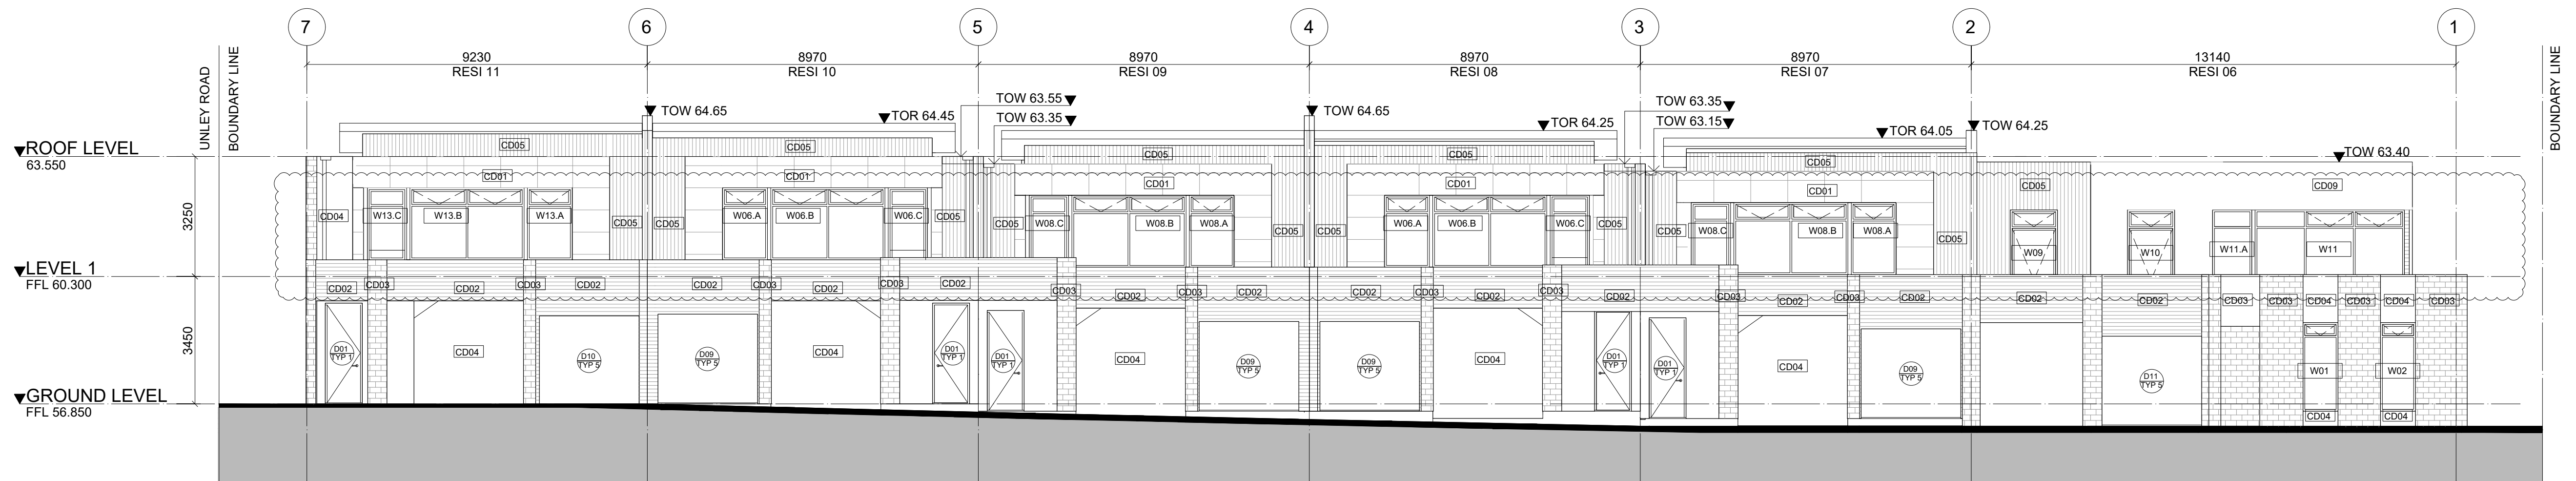 7 6 5 4 3 2 1
9230 8970 8970 8970 8970 13140
RESI 11 RESI 10 RESI 09 RESI 08 RESI 07 RESI 06
UNLEY ROAD
BOUNDARY LINE
BOUNDARY LINE
TOW 64.65 TOR 64.45 TOW 63.55 TOW 64.65 TOW 63.35
TOW 63.35 TOR 64.25 TOW 63.15 TOR 64.05 TOW 64.25
TOW 63.40
ROOF LEVEL
63.550
CD05 CD05 CD05 CD05 CD05
CD01 CD01 CD01 CD01 CD01 CD05 CD09
CD04 W13.C W13.B W13.A CD05 CD05 W06.A W06.B W06.C CD05 CD05 W08.C W08.B W08.A CD05 CD05 W06.A W06.B W06.C CD05 CD05 W08.C W08.B W08.A CD05 W09 W10 W11.A W11
3250
LEVEL 1
FFL 60.300
CD02 CD03 CD02 CD03 CD02 CD02 CD03 CD02 CD03 CD02 CD03 CD02 CD03 CD02 CD02 CD03 CD02 CD03 CD02 CD03 CD02 CD03 CD02 CD02 CD02 CD03 CD03 CD04 CD03 CD04 CD03
3450
D01
TYP 1
CD04
D10
TYP 5
D09
TYP 5
CD04
D01
TYP 1
D01
TYP 1
CD04
D09
TYP 5
D09
TYP 5
CD04
D01
TYP 1
D01
TYP 1
CD04
D09
TYP 5
D11
TYP 5
W01 W02
CD04 CD04
GROUND LEVEL
FFL 56.850